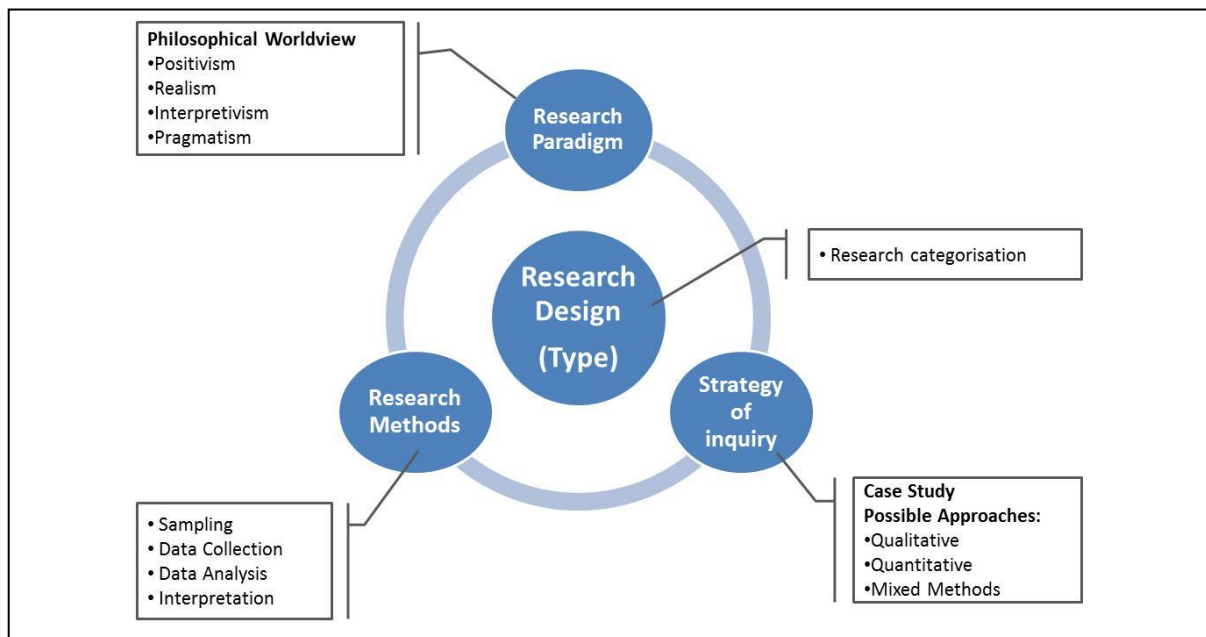 Philosophical Worldview
•Positivism
•Realism
•Interpretivism
•Pragmatism
Research
Paradigm
Research
Design
(Type)
• Research categorisation
Research
Methods
Strategy
of
inquiry
• Sampling
• Data Collection
• Data Analysis
• Interpretation
Case Study
Possible Approaches:
•Qualitative
•Quantitative
•Mixed Methods